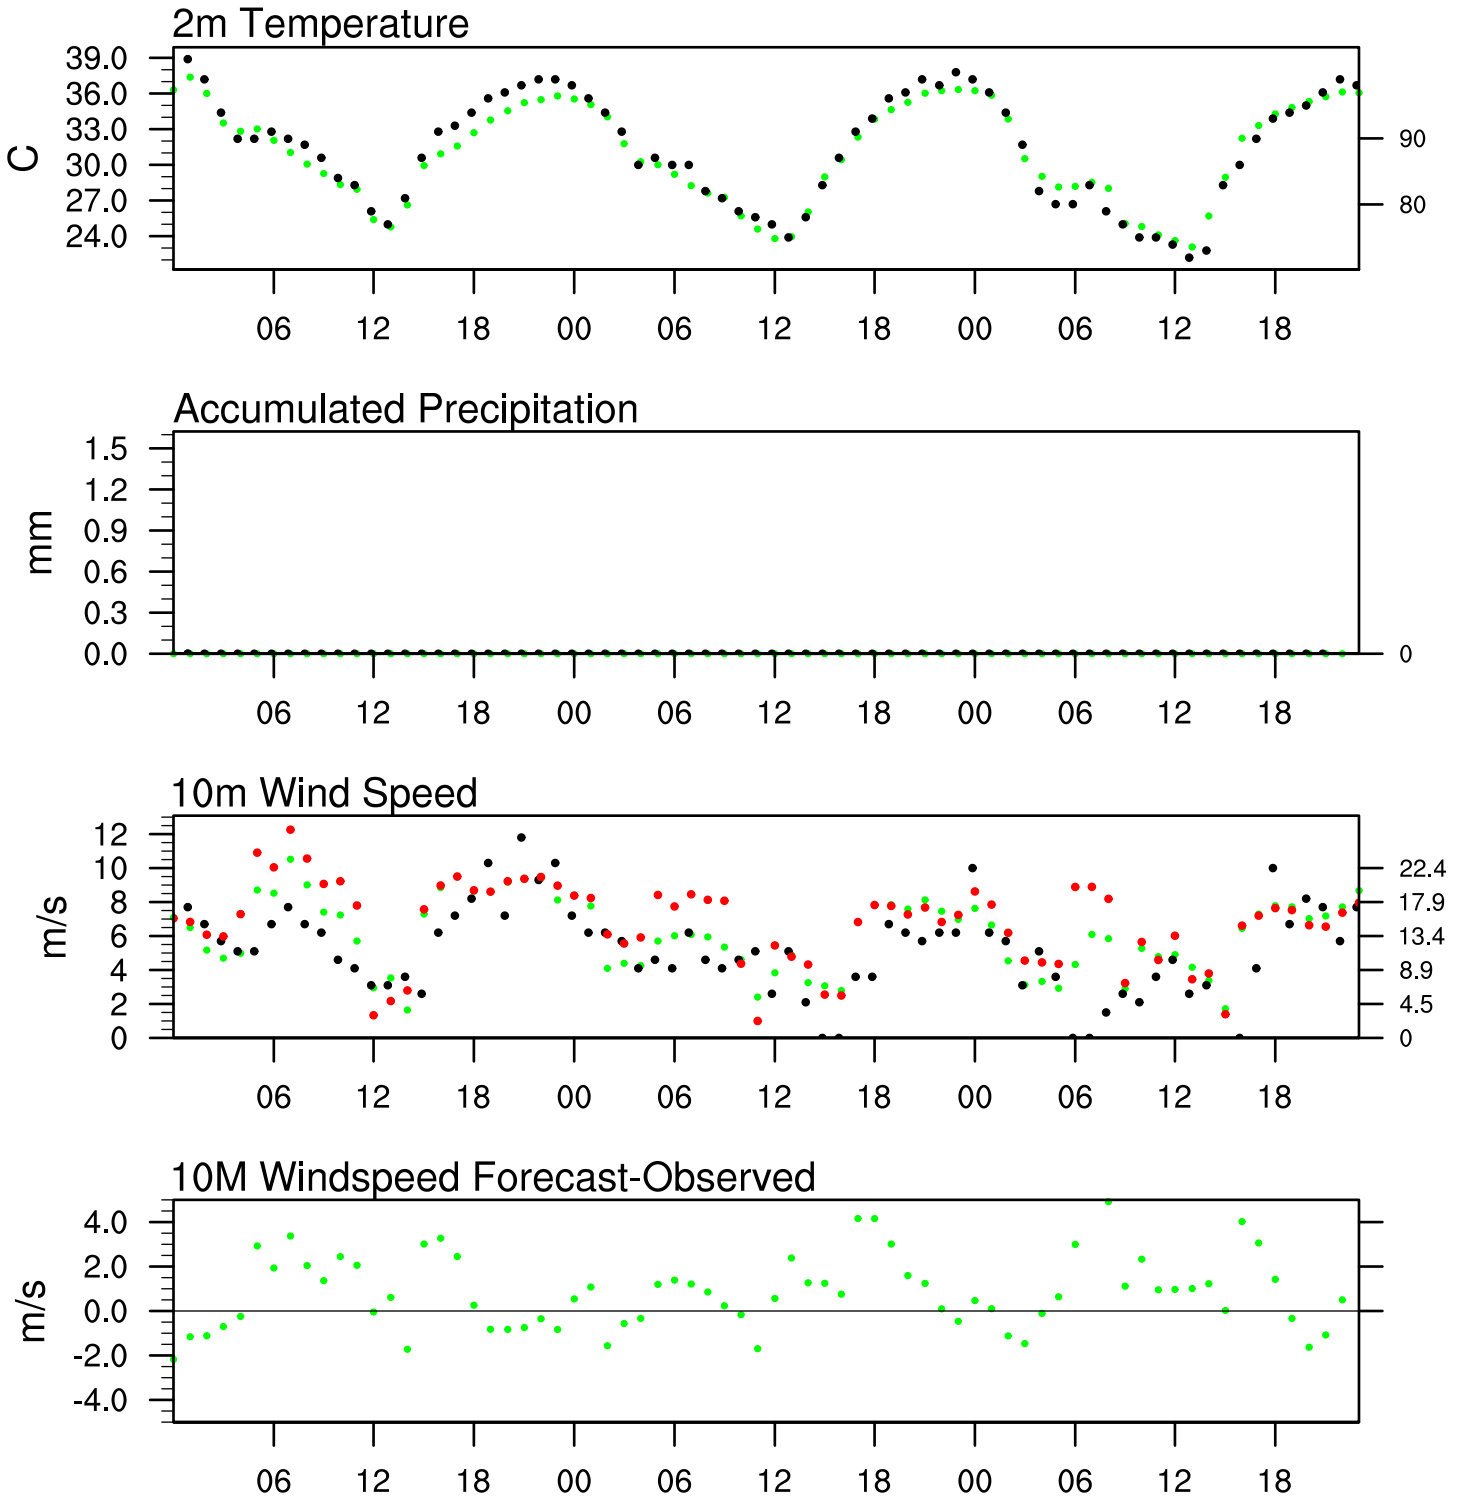 2m Temperature
39.0
36.0
33.0
30.0
27.0
24.0
C
90
80
06 12 18 00 06 12 18 00 06 12 18
Accumulated Precipitation
1.5
1.2
0.9
0.6
0.3
0.0
mm
0
06 12 18 00 06 12 18 00 06 12 18
10m Wind Speed
12
10
8
6
4
2
0
m/s
22.4
17.9
13.4
8.9
4.5
0
06 12 18 00 06 12 18 00 06 12 18
10M Windspeed Forecast-Observed
4.0
2.0
0.0
-2.0
-4.0
m/s
06 12 18 00 06 12 18 00 06 12 18